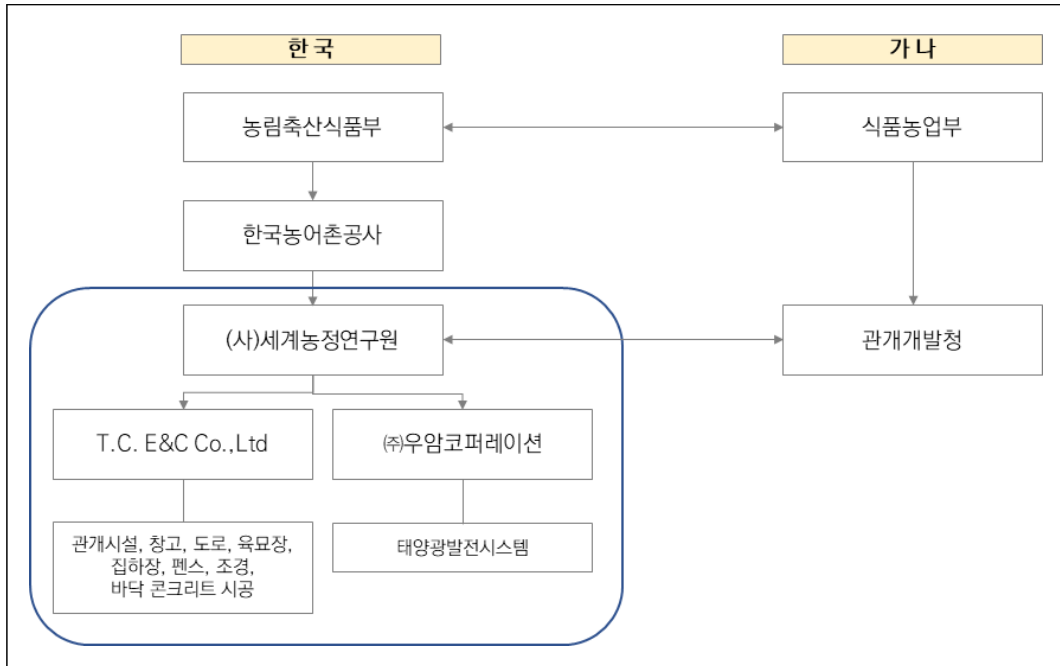 한 국
가 나
농림축산식품부
식품농업부
한국농어촌공사
(사)세계농정연구원
관개개발청
T.C. E&C Co.,Ltd
㈜우암코퍼레이션
관개시설, 창고, 도로, 육묘장,
집하장, 펜스, 조경,
바닥 콘크리트 시공
태양광발전시스템